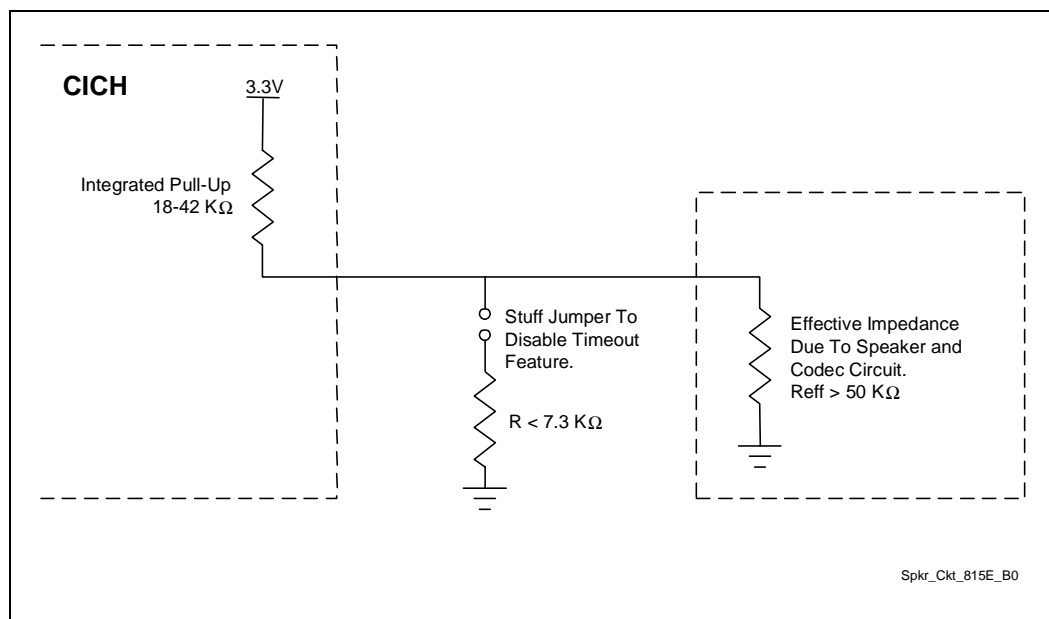 CICH
3.3V
Integrated Pull-Up
18-42 KΩ
Stuff Jumper To
Disable Timeout
Feature.
R < 7.3 KΩ
Effective Impedance
Due To Speaker and
Codec Circuit.
Reff > 50 KΩ
Spkr_Ckt_815E_B0